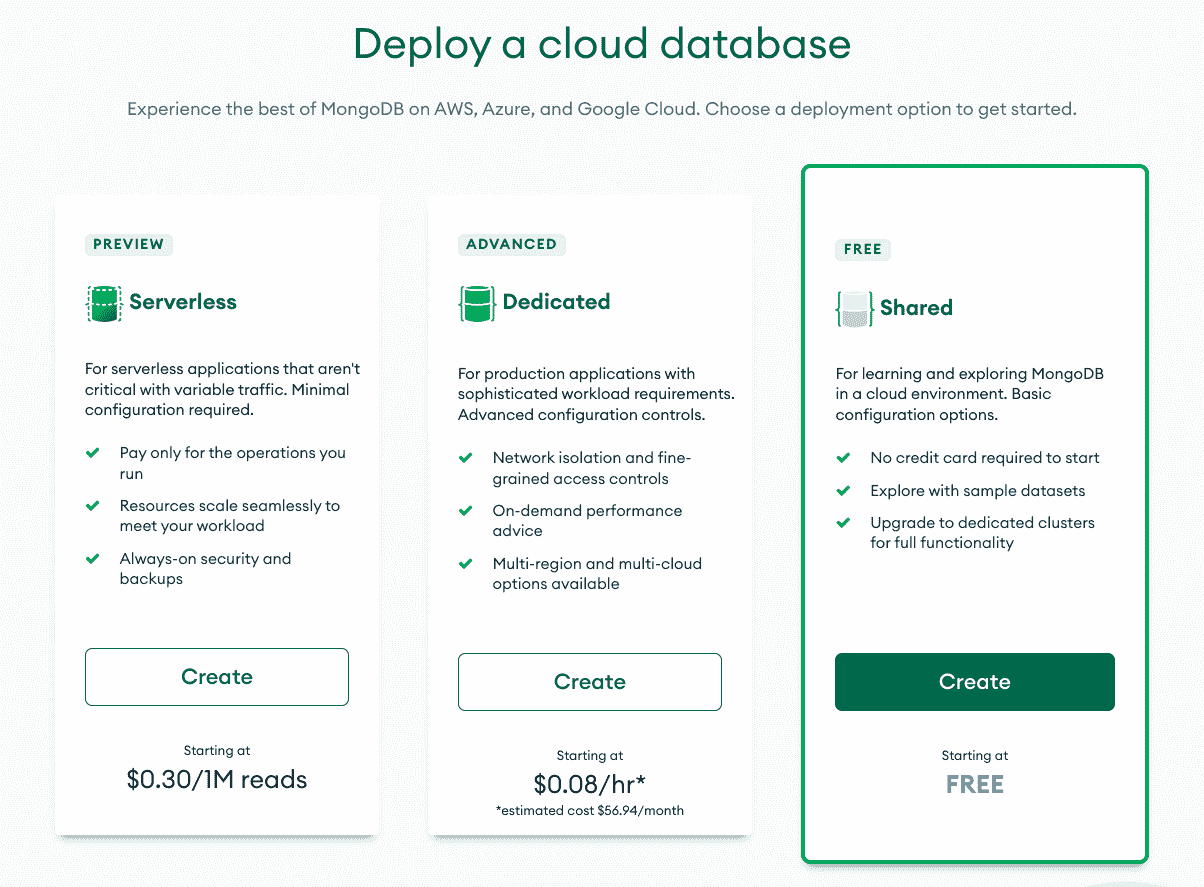 Deploy a cloud database
Experience the best of MongoDB on AWS, Azure, and Google Cloud. Choose a deployment option to get started.
PREVIEW
Serverless
For serverless applications that aren't
critical with variable traffic. Minimal
configuration required.
Pay only for the operations you
run
Resources scale seamlessly to
meet your workload
Always-on security and
backups
Create
Starting at
$0.30/1M reads
ADVANCED
Dedicated
For production applications with
sophisticated workload requirements.
Advanced configuration controls.
Network isolation and fine-
grained access controls
On-demand performance
advice
Multi-region and multi-cloud
options available
Create
Starting at
$0.08/hr*
*estimated cost $56.94/month
FREE
Shared
For learning and exploring MongoDB
in a cloud environment. Basic
configuration options.
No credit card required to start
Explore with sample datasets
Upgrade to dedicated clusters
for full functionality
Create
Starting at
FREE